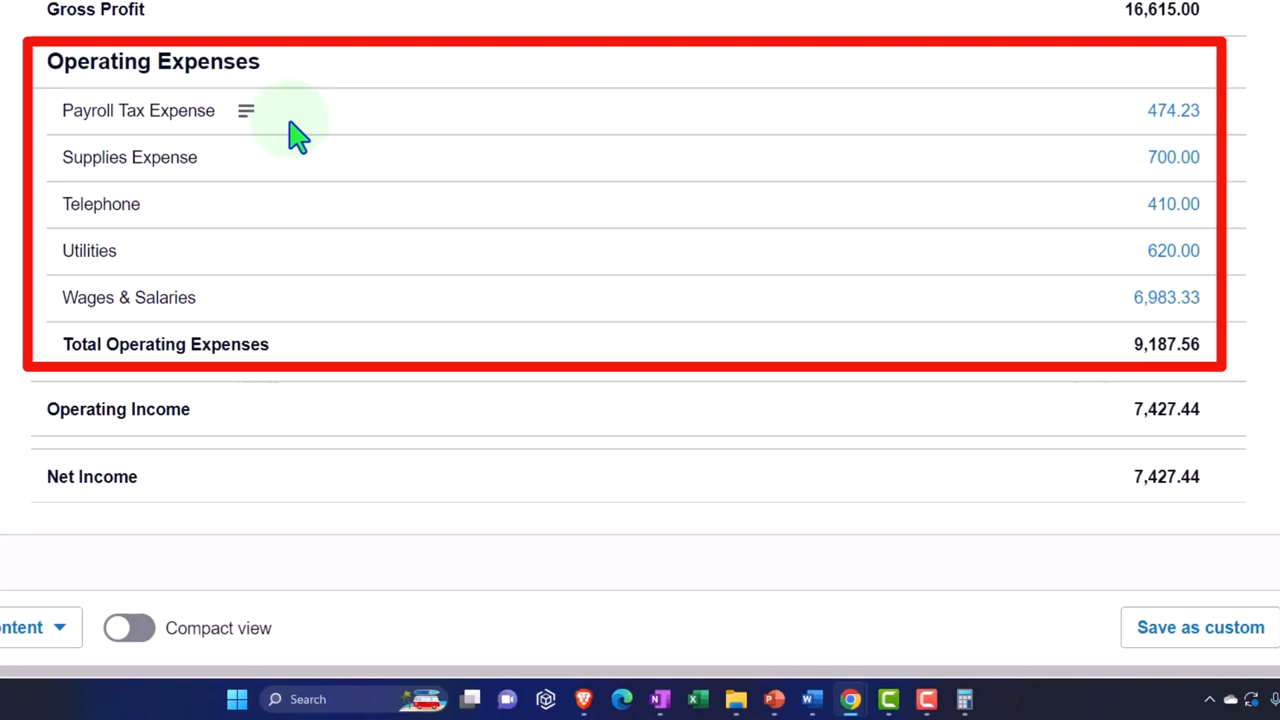 Gross Profit 16,615.00
Operating Expenses
Payroll Tax Expense 474.23
Supplies Expense 700.00
Telephone 410.00
Utilities 620.00
Wages & Salaries 6,983.33
Total Operating Expenses 9,187.56
Operating Income 7,427.44
Net Income 7,427.44
ntent Compact view Save as custom
Search